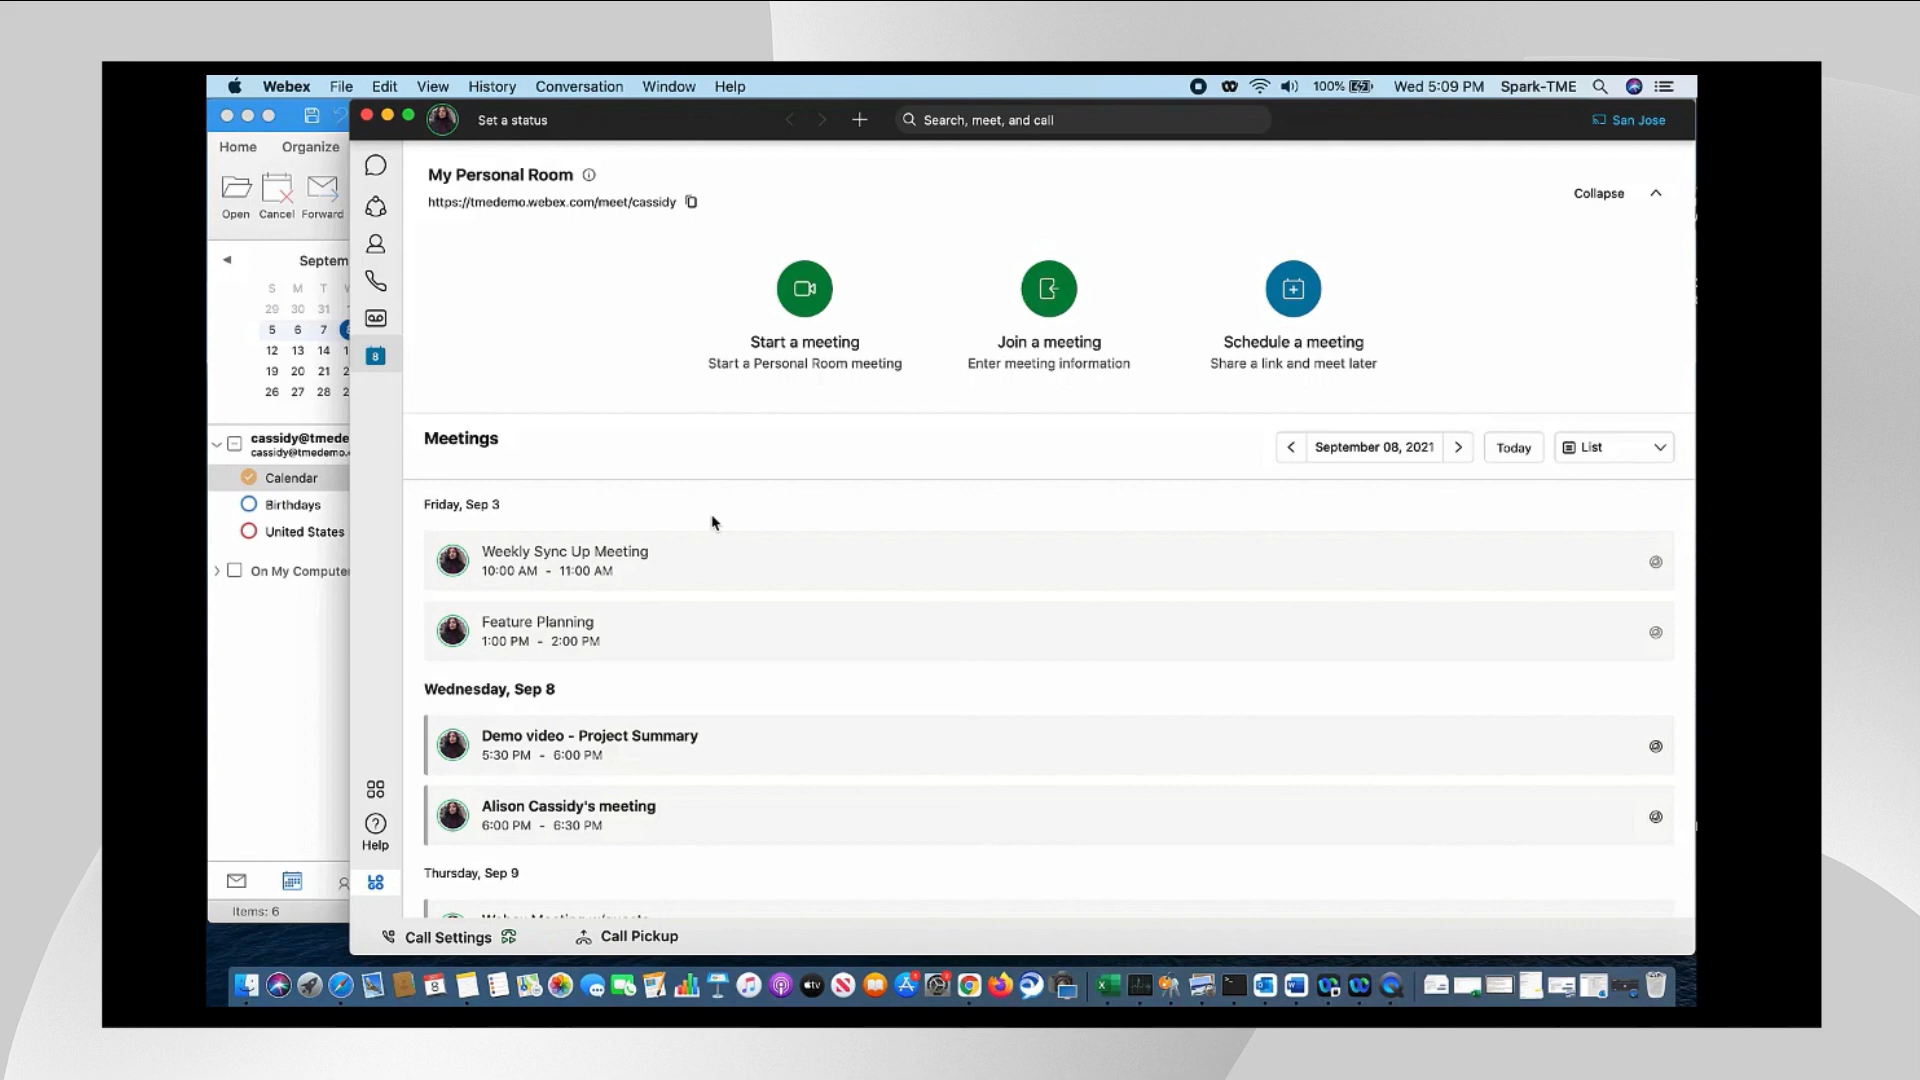 Webex File Edit View History Conversation Window Help 100% Wed 5:09 PM Spark-TME
Set a status
Search, meet, and call
San Jose
Home Organize
Open Cancel Forward
Septem
S M T
29 30 31
5 6 7
12 13 14
19 20 21
26 27 28
cassidy@tmede
cassidy@tmedemo.
Calendar
Birthdays
United States
On My Compute
Items: 6
8
Help
LOGO
My Personal Room
https://tmedemo.webex.com/meet/cassidy
Collapse
Start a meeting
Start a Personal Room meeting
Join a meeting
Enter meeting information
Schedule a meeting
Share a link and meet later
Meetings
September 08, 2021
Today
List
Friday, Sep 3
Weekly Sync Up Meeting
10:00 AM - 11:00 AM
Feature Planning
1:00 PM - 2:00 PM
Wednesday, Sep 8
Demo video - Project Summary
5:30 PM - 6:00 PM
Alison Cassidy's meeting
6:00 PM - 6:30 PM
Thursday, Sep 9
Call Settings
Call Pickup